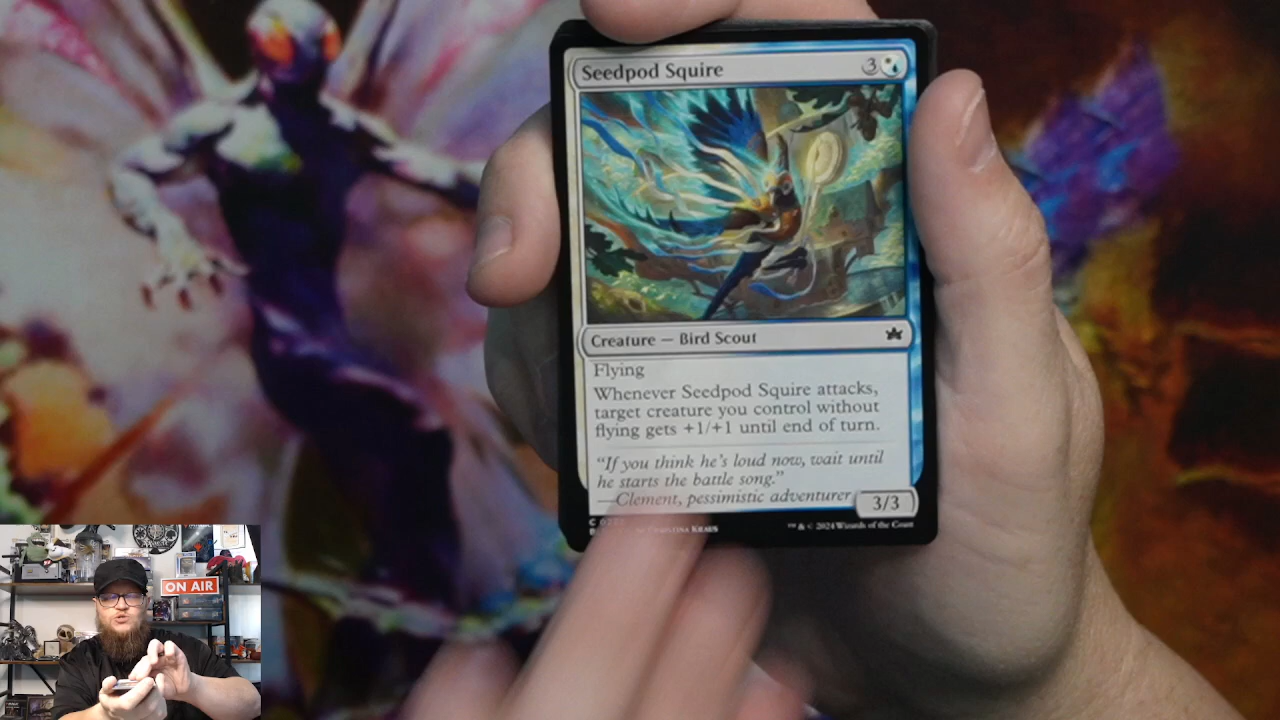 Seedpod Squire 3
Creature — Bird Scout
Flying
Whenever Seedpod Squire attacks,
target creature you control without
flying gets +1/+1 until end of turn.
"If you think he's loud now, wait until
he starts the battle song."
—Clement, pessimistic adventurer
3/3
™ & © 2024 Wizards of the Coast
ON AIR